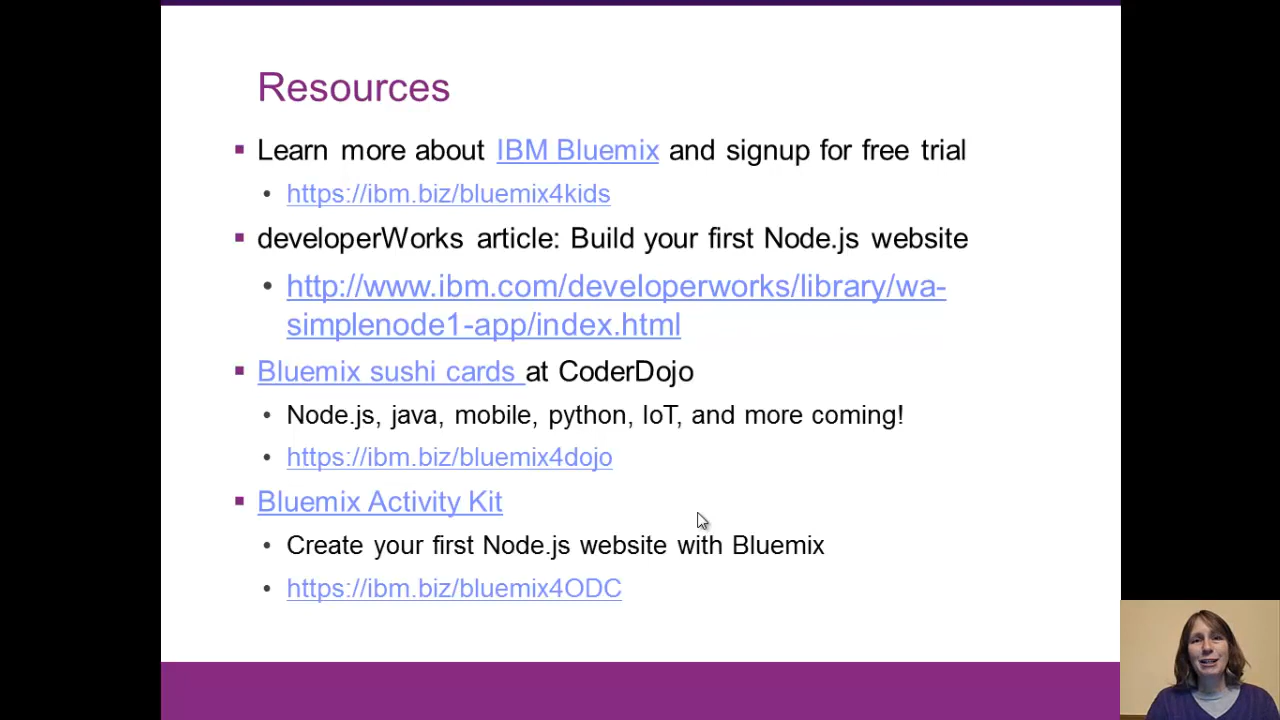 Resources
Learn more about IBM Bluemix and signup for free trial
https://ibm.biz/bluemix4kids
developerWorks article: Build your first Node.js website
http://www.ibm.com/developerworks/library/wa-
simplenode1-app/index.html
Bluemix sushi cards at CoderDojo
Node.js, java, mobile, python, IoT, and more coming!
https://ibm.biz/bluemix4dojo
Bluemix Activity Kit
Create your first Node.js website with Bluemix
https://ibm.biz/bluemix4ODC